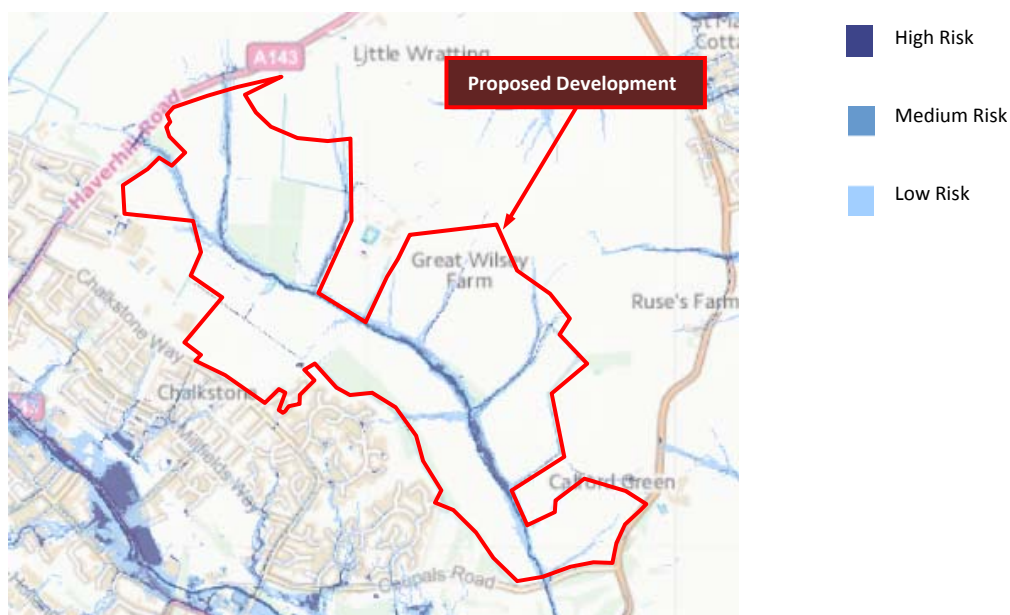 High Risk
Medium Risk
Low Risk
A143
Little Wratting
Proposed Development
Haverhill Road
Great Wilsey
Farm
Ruse's Farm
Chalkstone Way
Chalkstone
Millfields Way
Calford Green
Coupals Road